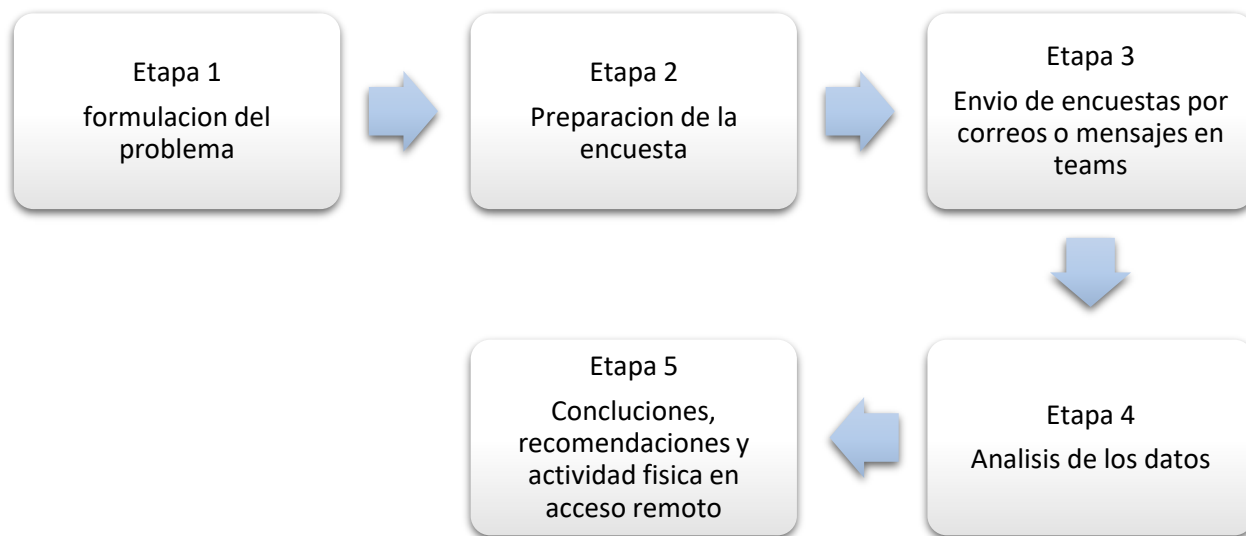 Etapa 1
formulacion del
problema
Etapa 2
Preparacion de la
encuesta
Etapa 3
Envio de encuestas por
correos o mensajes en
teams
Etapa 4
Analisis de los datos
Etapa 5
Concluciones,
recomendaciones y
actividad fisica en
acceso remoto